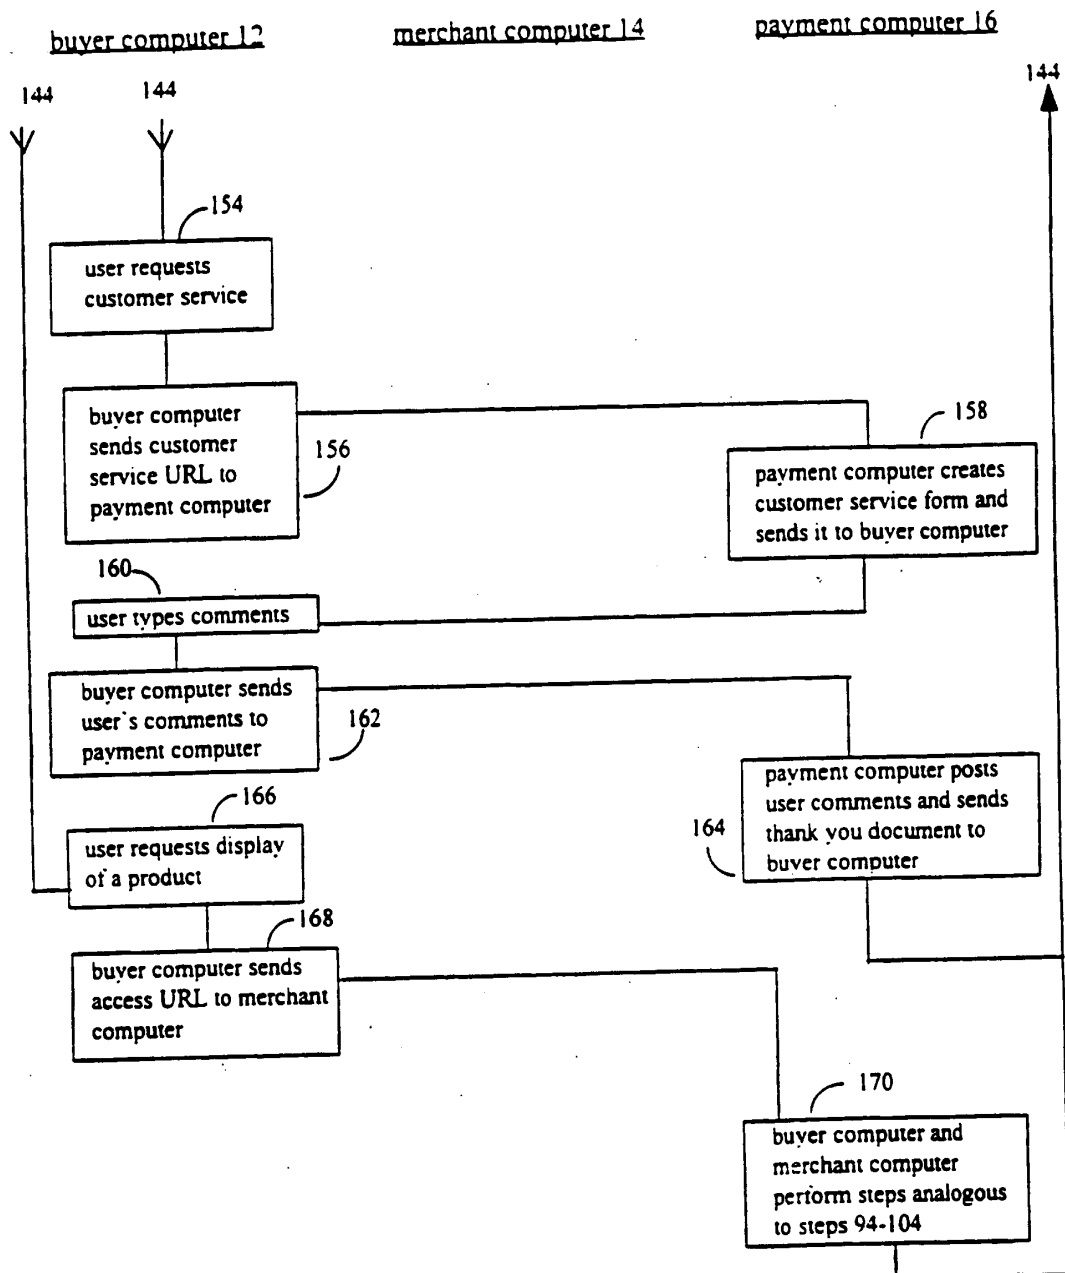 buyer computer 12
merchant computer 14
payment computer 16
144
144
144
154
user requests
customer service
buyer computer
sends customer
service URL to
payment computer
156
158
payment computer creates
customer service form and
sends it to buyer computer
160
user types comments
buyer computer sends
user's comments to
payment computer
162
payment computer posts
user comments and sends
thank you document to
buyer computer
164
166
user requests display
of a product
168
buyer computer sends
access URL to merchant
computer
170
buyer computer and
merchant computer
perform steps analogous
to steps 94-104